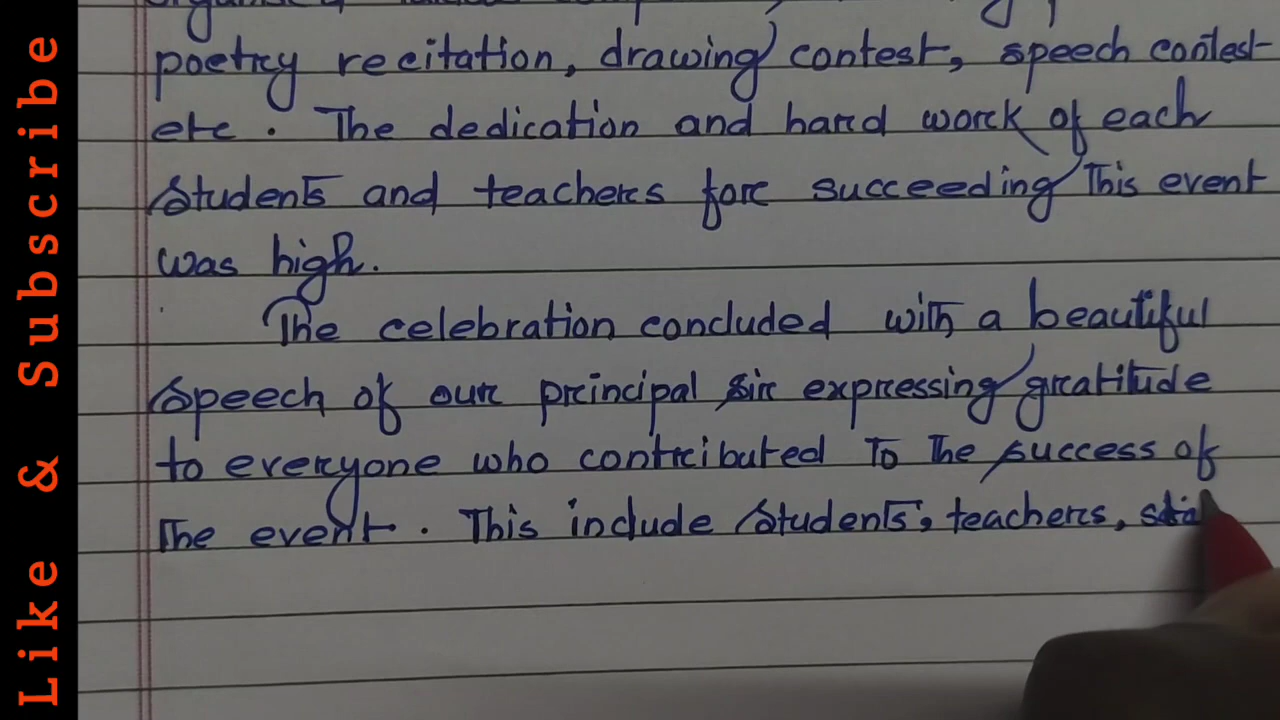 poetry recitation, drawing contest, speech contest
etc. The dedication and hard work of each
students and teachers for succeeding This event
was high.
The celebration concluded with a beautiful
speech of our principal sir expressing gratitude
to everyone who contributed To The success of
The event. This include students, teachers,
Like & Subscribe